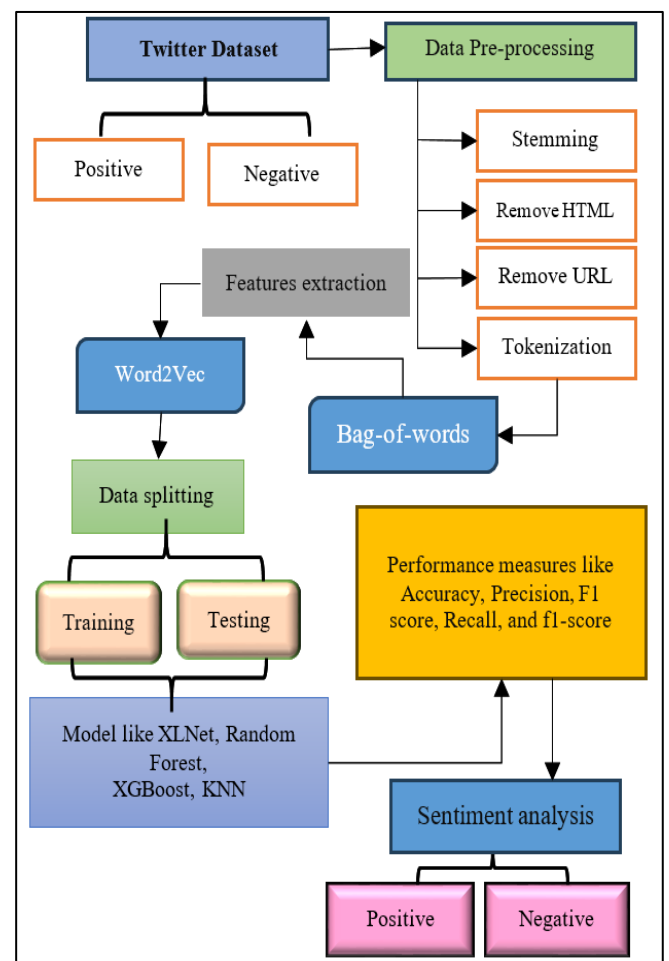 Twitter Dataset
Data Pre-processing
Positive
Negative
Stemming
Remove HTML
Remove URL
Tokenization
Bag-of-words
Features extraction
Word2Vec
Data splitting
Training
Testing
Model like XLNet, Random
Forest,
XGBoost, KNN
Performance measures like
Accuracy, Precision, F1
score, Recall, and f1-score
Sentiment analysis
Positive
Negative